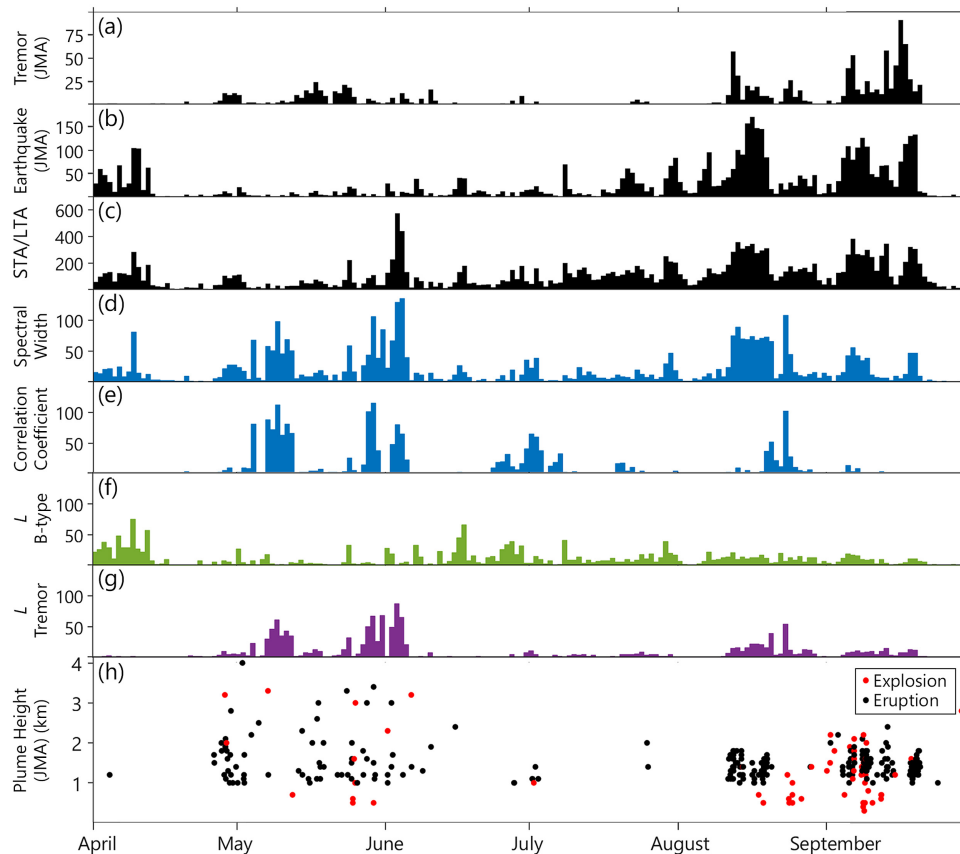 (a)
Tremor
(JMA)
75
50
25
(b)
Earthquake
(JMA)
150
100
50
(c)
STA/LTA
600
400
200
(d)
Spectral
Width
100
50
(e)
Correlation
Coefficient
100
50
(f)
L
B-type
100
50
(g)
L
Tremor
100
50
(h)
Plume Height
(JMA) (km)
4
3
2
1
Explosion
Eruption
April May June July August September